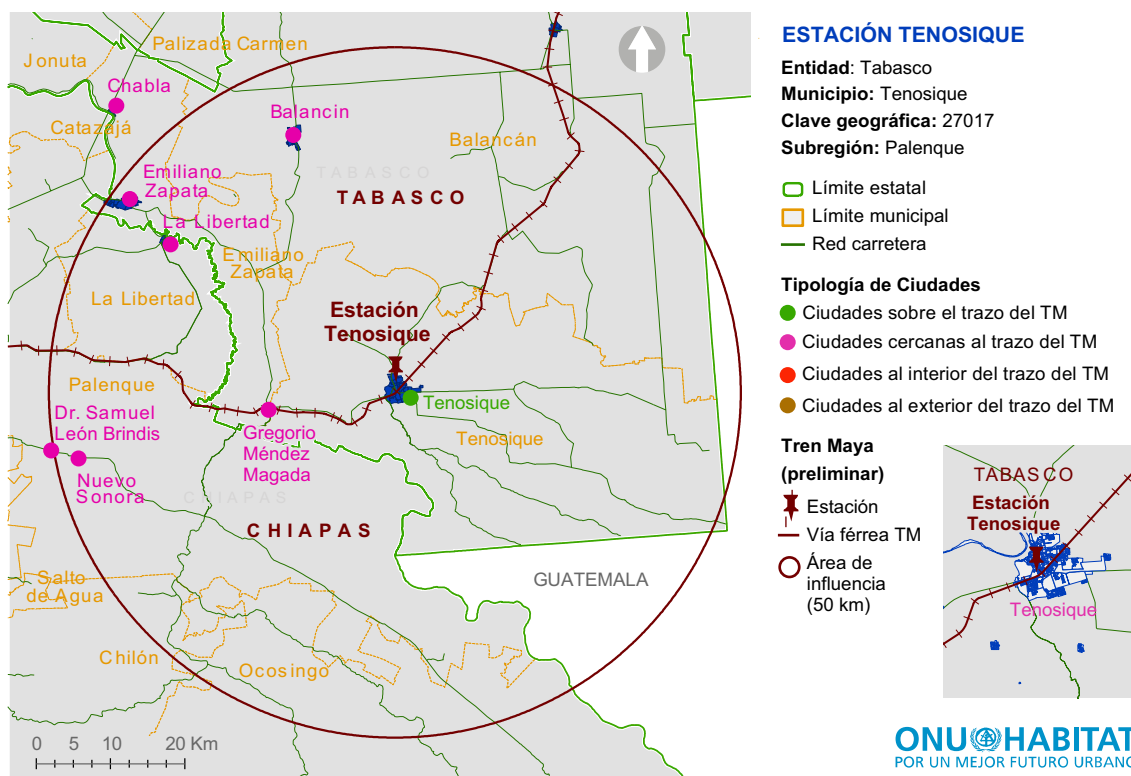 Palizada Carmen
Jonuta
Chabla
Catazajá
Balancin
Balancán
TABASCO
TABASCO
Emiliano
Zapata
La Libertad
Emiliano
Zapata
La Libertad
Estación
Tenosique
Palenque
Tenosique
Dr. Samuel
León Brindis
Gregorio
Méndez
Magada
Tenosique
Nuevo
Sonora
CHIAPAS
CHIAPAS
GUATEMALA
Salto
de Agua
Chilón
Ocosingo
0 5 10 20 Km
ESTACIÓN TENOSIQUE
Entidad: Tabasco
Municipio: Tenosique
Clave geográfica: 27017
Subregión: Palenque
Límite estatal
Límite municipal
Red carretera
Tipología de Ciudades
Ciudades sobre el trazo del TM
Ciudades cercanas al trazo del TM
Ciudades al interior del trazo del TM
Ciudades al exterior del trazo del TM
Tren Maya
(preliminar)
Estación
Vía férrea TM
Área de
influencia
(50 km)
TABASCO
Estación
Tenosique
Tenosique
ONU HABITAT
POR UN MEJOR FUTURO URBANO